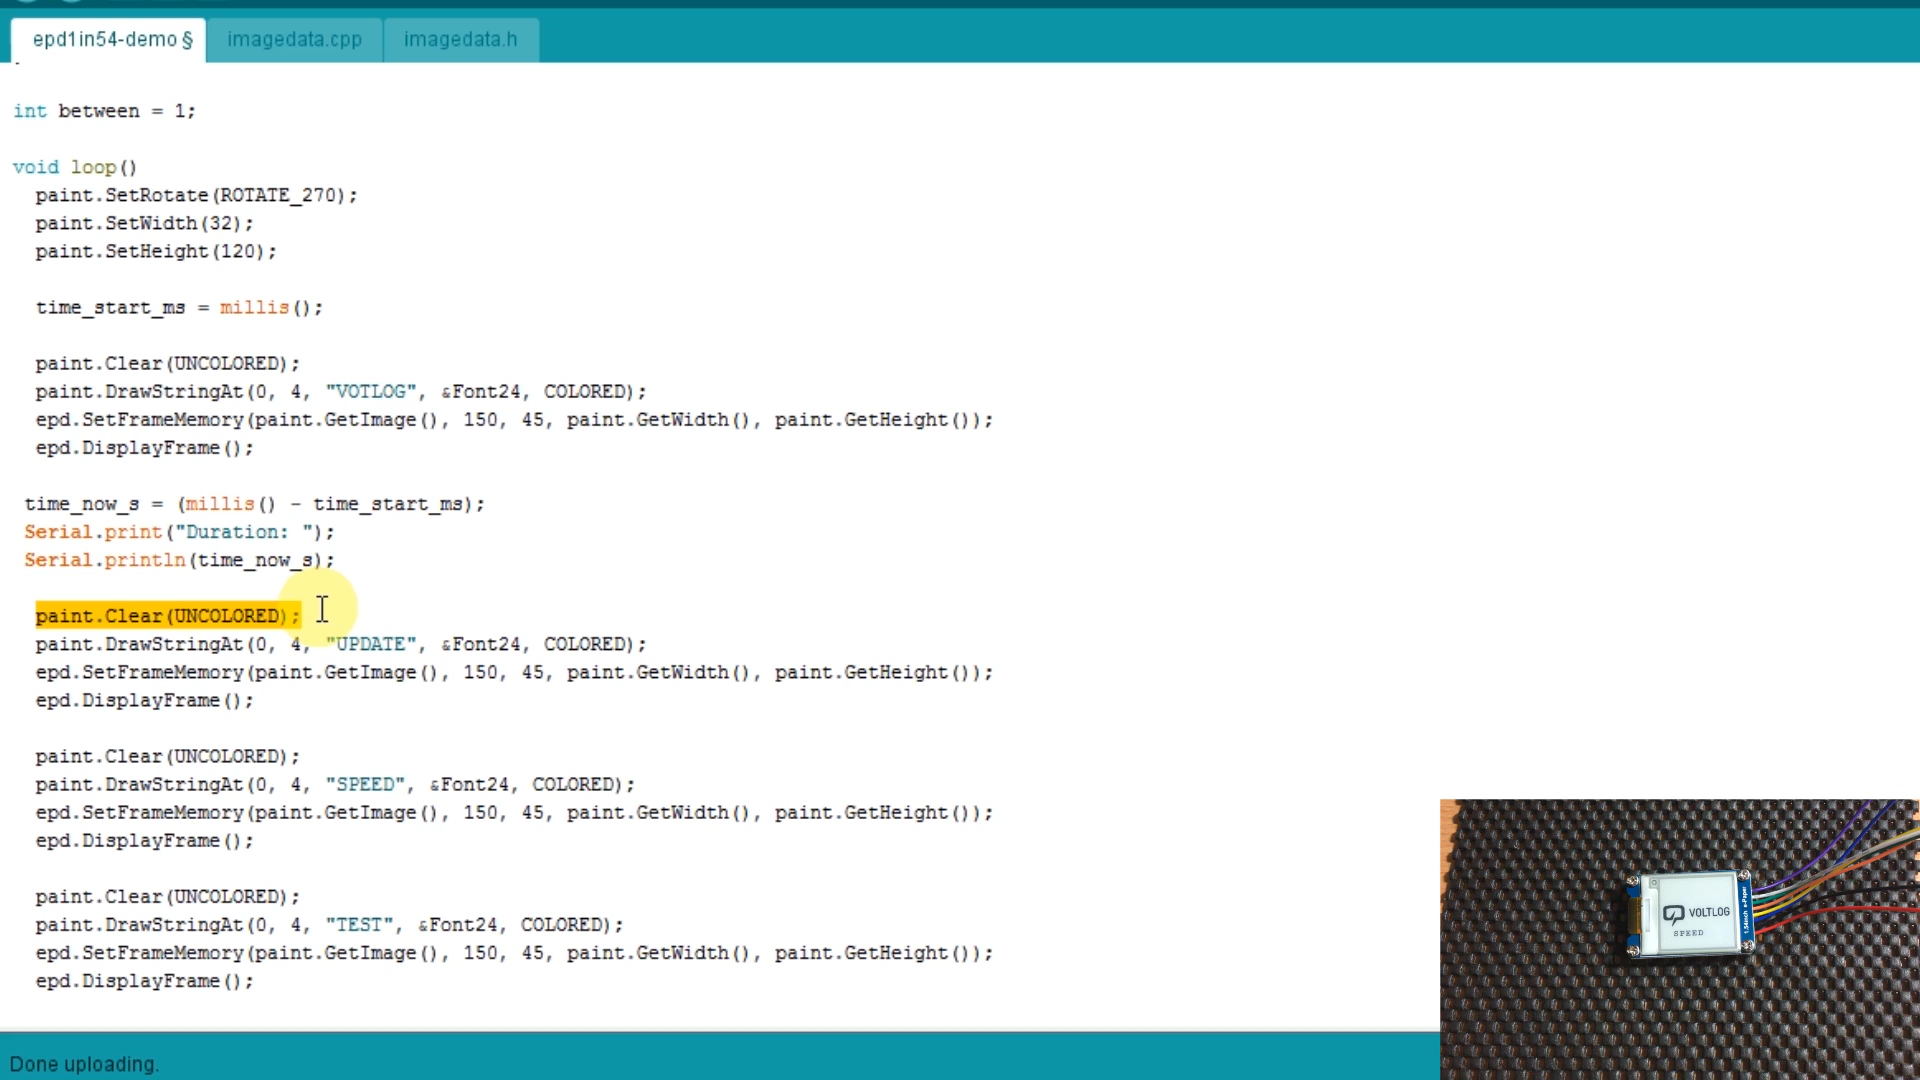 epd1in54-demo § imagedata.cpp imagedata.h
int between = 1;
void loop()
paint.SetRotate(ROTATE_270);
paint.SetWidth(32);
paint.SetHeight(120);
time_start_ms = millis();
paint.Clear(UNCOLORED);
paint.DrawStringAt(0, 4, "VOTLOG", &Font24, COLORED);
epd.SetFrameMemory(paint.GetImage(), 150, 45, paint.GetWidth(), paint.GetHeight());
epd.DisplayFrame();
time_now_s = (millis() - time_start_ms);
Serial.print("Duration: ");
Serial.println(time_now_s);
paint.Clear(UNCOLORED);
paint.DrawStringAt(0, 4, "UPDATE", &Font24, COLORED);
epd.SetFrameMemory(paint.GetImage(), 150, 45, paint.GetWidth(), paint.GetHeight());
epd.DisplayFrame();
paint.Clear(UNCOLORED);
paint.DrawStringAt(0, 4, "SPEED", &Font24, COLORED);
epd.SetFrameMemory(paint.GetImage(), 150, 45, paint.GetWidth(), paint.GetHeight());
epd.DisplayFrame();
paint.Clear(UNCOLORED);
paint.DrawStringAt(0, 4, "TEST", &Font24, COLORED);
epd.SetFrameMemory(paint.GetImage(), 150, 45, paint.GetWidth(), paint.GetHeight());
epd.DisplayFrame();
VOLTLOG
SPEED
1.54inch e-Paper
Done uploading.